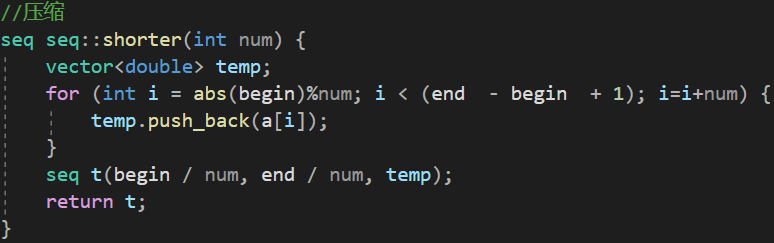 //压缩
seq seq::shorter(int num) {
    vector<double> temp;
    for (int i = abs(begin)%num; i < (end  - begin  + 1); i=i+num) {
        temp.push_back(a[i]);
    }
    seq t(begin / num, end / num, temp);
    return t;
}